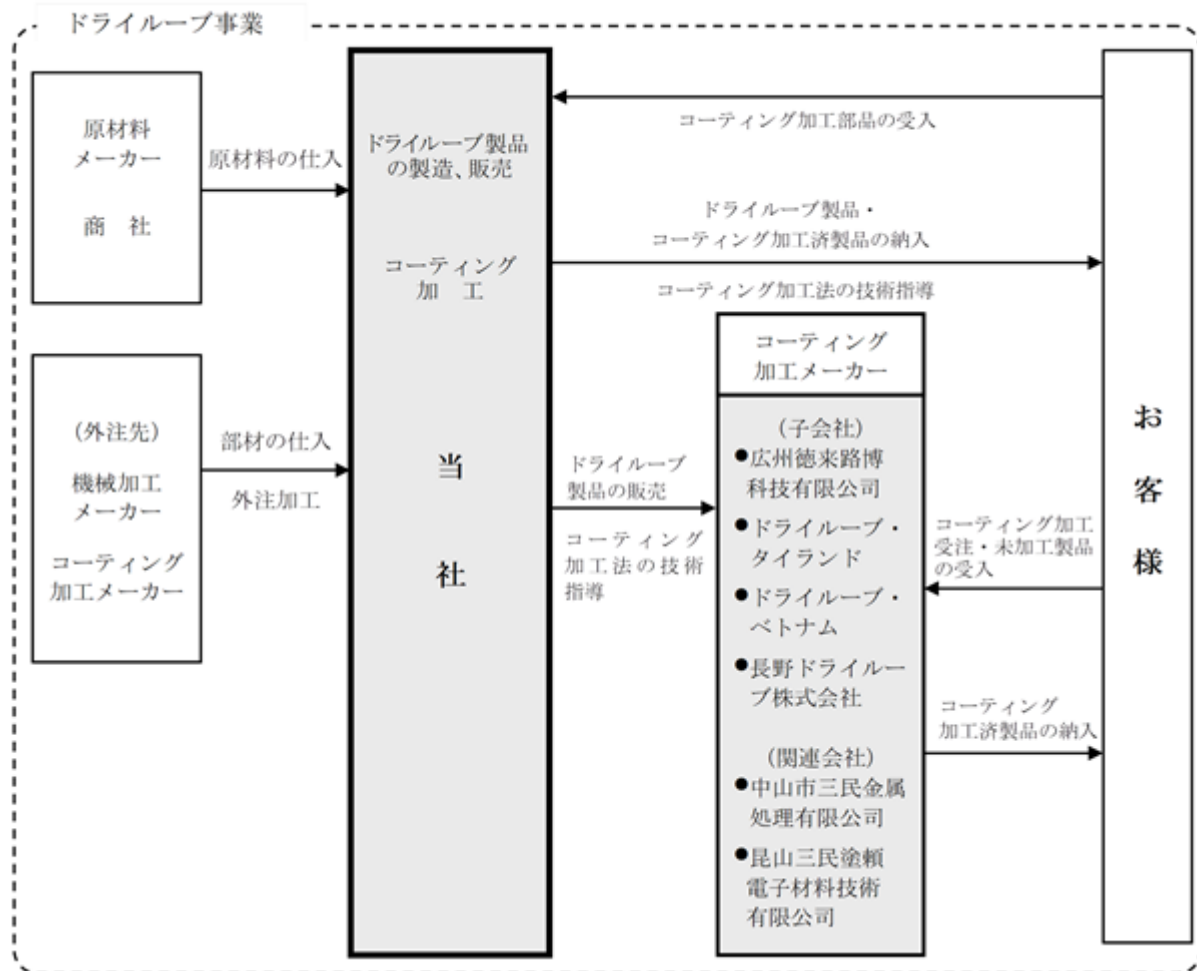 ドライルーブ事業
原材料
メーカー
商 社
原材料の仕入
(外注先)
機械加工
メーカー
コーティング
加工メーカー
部材の仕入
外注加工
ドライルーブ製品
の製造、販売
コーティング
加 工
当
社
コーティング加工部品の受入
ドライルーブ製品・
コーティング加工済製品の納入
コーティング加工法の技術指導
ドライルーブ
製品の販売
コーティング
加工法の技術
指導
コーティング
加工メーカー
(子会社)
●広州徳来路博
科技有限公司
●ドライルーブ・
タイランド
●ドライルーブ・
ベトナム
●長野ドライルー
ブ株式会社
(関連会社)
●中山市三民金属
処理有限公司
●昆山三民塗頼
電子材料技術
有限公司
コーティング加工
受注・未加工製品
の受入
コーティング
加工済製品の納入
お
客
様